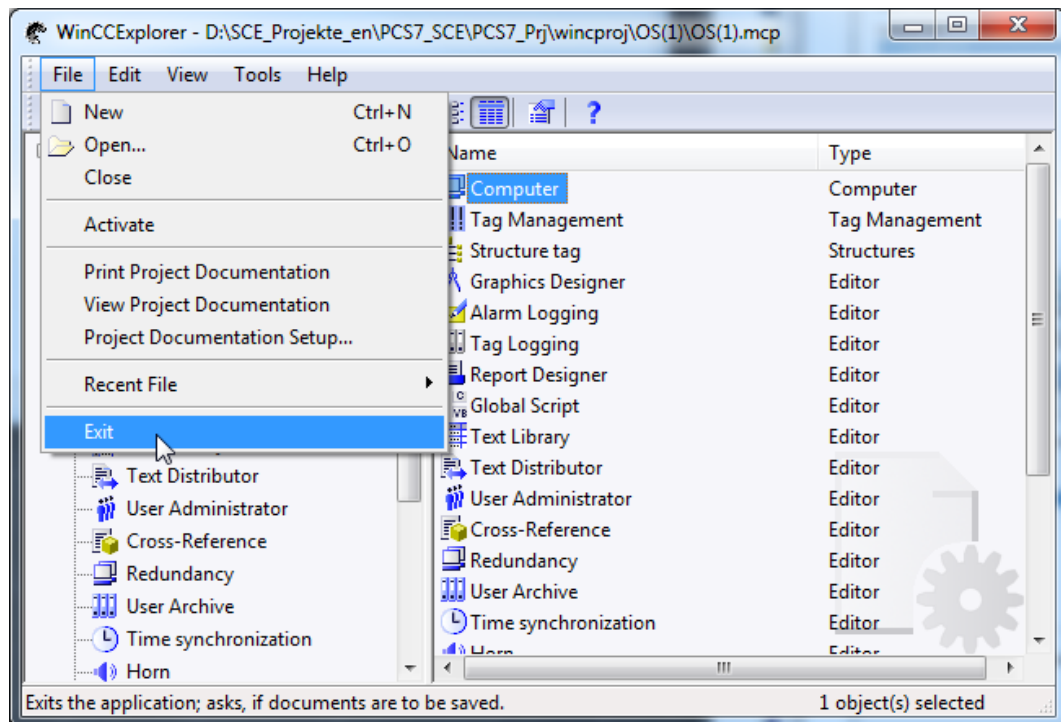 WinCCExplorer - D:\SCE_Projekte_en\PCS7_SCE\PCS7_Prj\wincproj\OS(1)\OS(1).mcp
File Edit View Tools Help
New Ctrl+N
Open... Ctrl+O
Close
Activate
Print Project Documentation
View Project Documentation
Project Documentation Setup...
Recent File
Exit
Text Distributor
User Administrator
Cross-Reference
Redundancy
User Archive
Time synchronization
Horn
Name Type
Computer Computer
Tag Management Tag Management
Structure tag Structures
Graphics Designer Editor
Alarm Logging Editor
Tag Logging Editor
Report Designer Editor
Global Script Editor
Text Library Editor
Text Distributor Editor
User Administrator Editor
Cross-Reference Editor
Redundancy Editor
User Archive Editor
Time synchronization Editor
Horn Editor
Exits the application; asks, if documents are to be saved. 1 object(s) selected